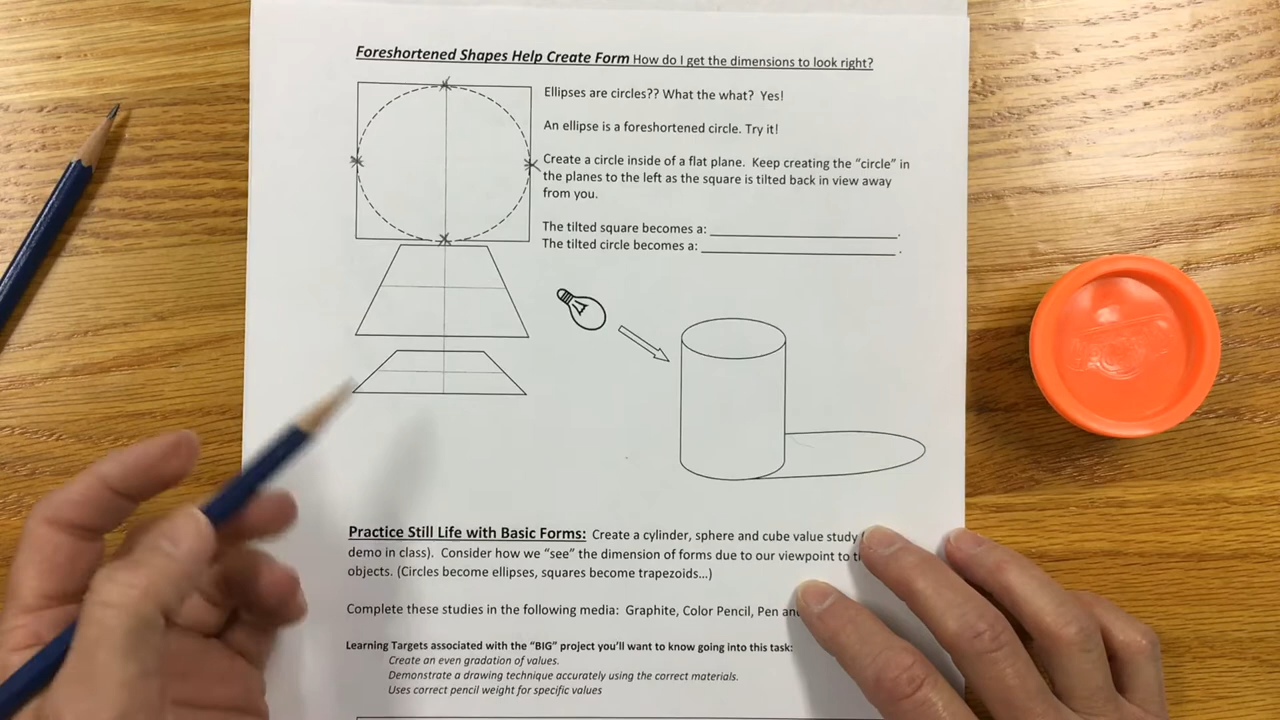 Foreshortened Shapes Help Create Form How do I get the dimensions to look right?
Ellipses are circles?? What the what? Yes!
An ellipse is a foreshortened circle. Try it!
Create a circle inside of a flat plane. Keep creating the “circle” in
the planes to the left as the square is tilted back in view away
from you.
The tilted square becomes a: ______________________.
The tilted circle becomes a: ______________________.
Practice Still Life with Basic Forms: Create a cylinder, sphere and cube value study
demo in class). Consider how we “see” the dimension of forms due to our viewpoint to
objects. (Circles become ellipses, squares become trapezoids…)
Complete these studies in the following media: Graphite, Color Pencil, Pen
Learning Targets associated with the “BIG” project you’ll want to know going into this task:
Create an even gradation of values.
Demonstrate a drawing technique accurately using the correct materials.
Uses correct pencil weight for specific values